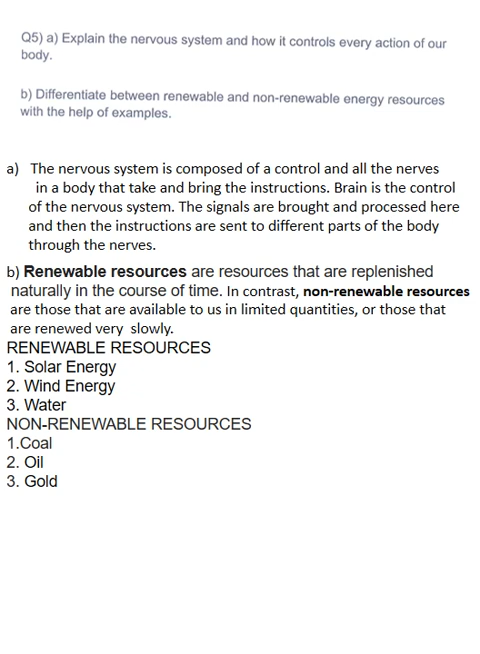 Q5) a) Explain the nervous system and how it controls every action of our
body.
b) Differentiate between renewable and non-renewable energy resources
with the help of examples.
a) The nervous system is composed of a control and all the nerves
in a body that take and bring the instructions. Brain is the control
of the nervous system. The signals are brought and processed here
and then the instructions are sent to different parts of the body
through the nerves.
b) Renewable resources are resources that are replenished
naturally in the course of time. In contrast, non-renewable resources
are those that are available to us in limited quantities, or those that
are renewed very slowly.
RENEWABLE RESOURCES
1. Solar Energy
2. Wind Energy
3. Water
NON-RENEWABLE RESOURCES
1.Coal
2. Oil
3. Gold